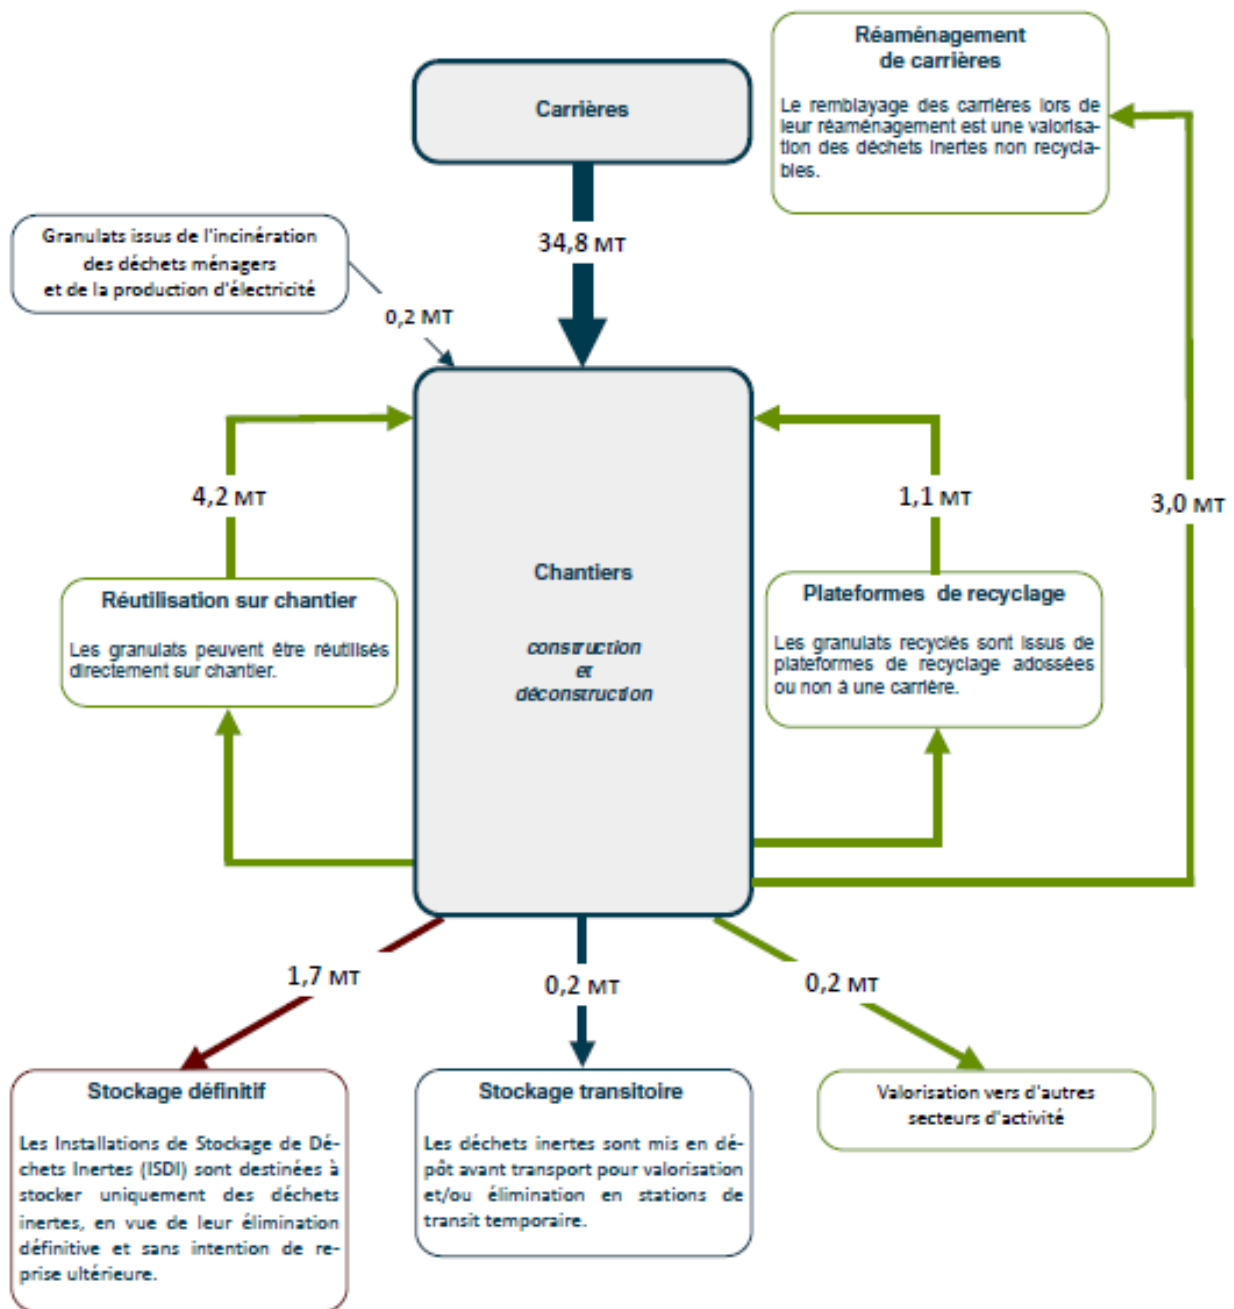 Réaménagement
de carrières
Le remblayage des carrières lors de
leur réaménagement est une valorisa-
tion des déchets inertes non recycla-
bles.
Carrières
34,8 MT
Granulats issus de l'incinération
des déchets ménagers
et de la production d'électricité
0,2 MT
4,2 MT
1,1 MT
3,0 MT
Chantiers
construction
et
déconstruction
Réutilisation sur chantier
Les granulats peuvent être réutilisés
directement sur chantier.
Plateformes de recyclage
Les granulats recyclés sont issus de
plateformes de recyclage adossées
ou non à une carrière.
1,7 MT
0,2 MT
0,2 MT
Stockage définitif
Les Installations de Stockage de Dé-
chets Inertes (ISDI) sont destinées à
stocker uniquement des déchets
inertes, en vue de leur élimination
définitive et sans intention de re-
prise ultérieure.
Stockage transitoire
Les déchets inertes sont mis en dé-
pôt avant transport pour valorisation
et/ou élimination en stations de
transit temporaire.
Valorisation vers d'autres
secteurs d'activité